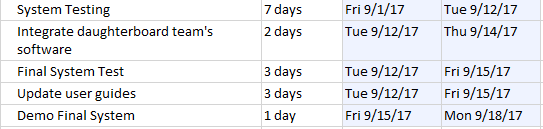 System Testing 7 days Fri 9/1/17 Tue 9/12/17
Integrate daughterboard team's software 2 days Tue 9/12/17 Thu 9/14/17
Final System Test 3 days Tue 9/12/17 Fri 9/15/17
Update user guides 3 days Tue 9/12/17 Fri 9/15/17
Demo Final System 1 day Fri 9/15/17 Mon 9/18/17